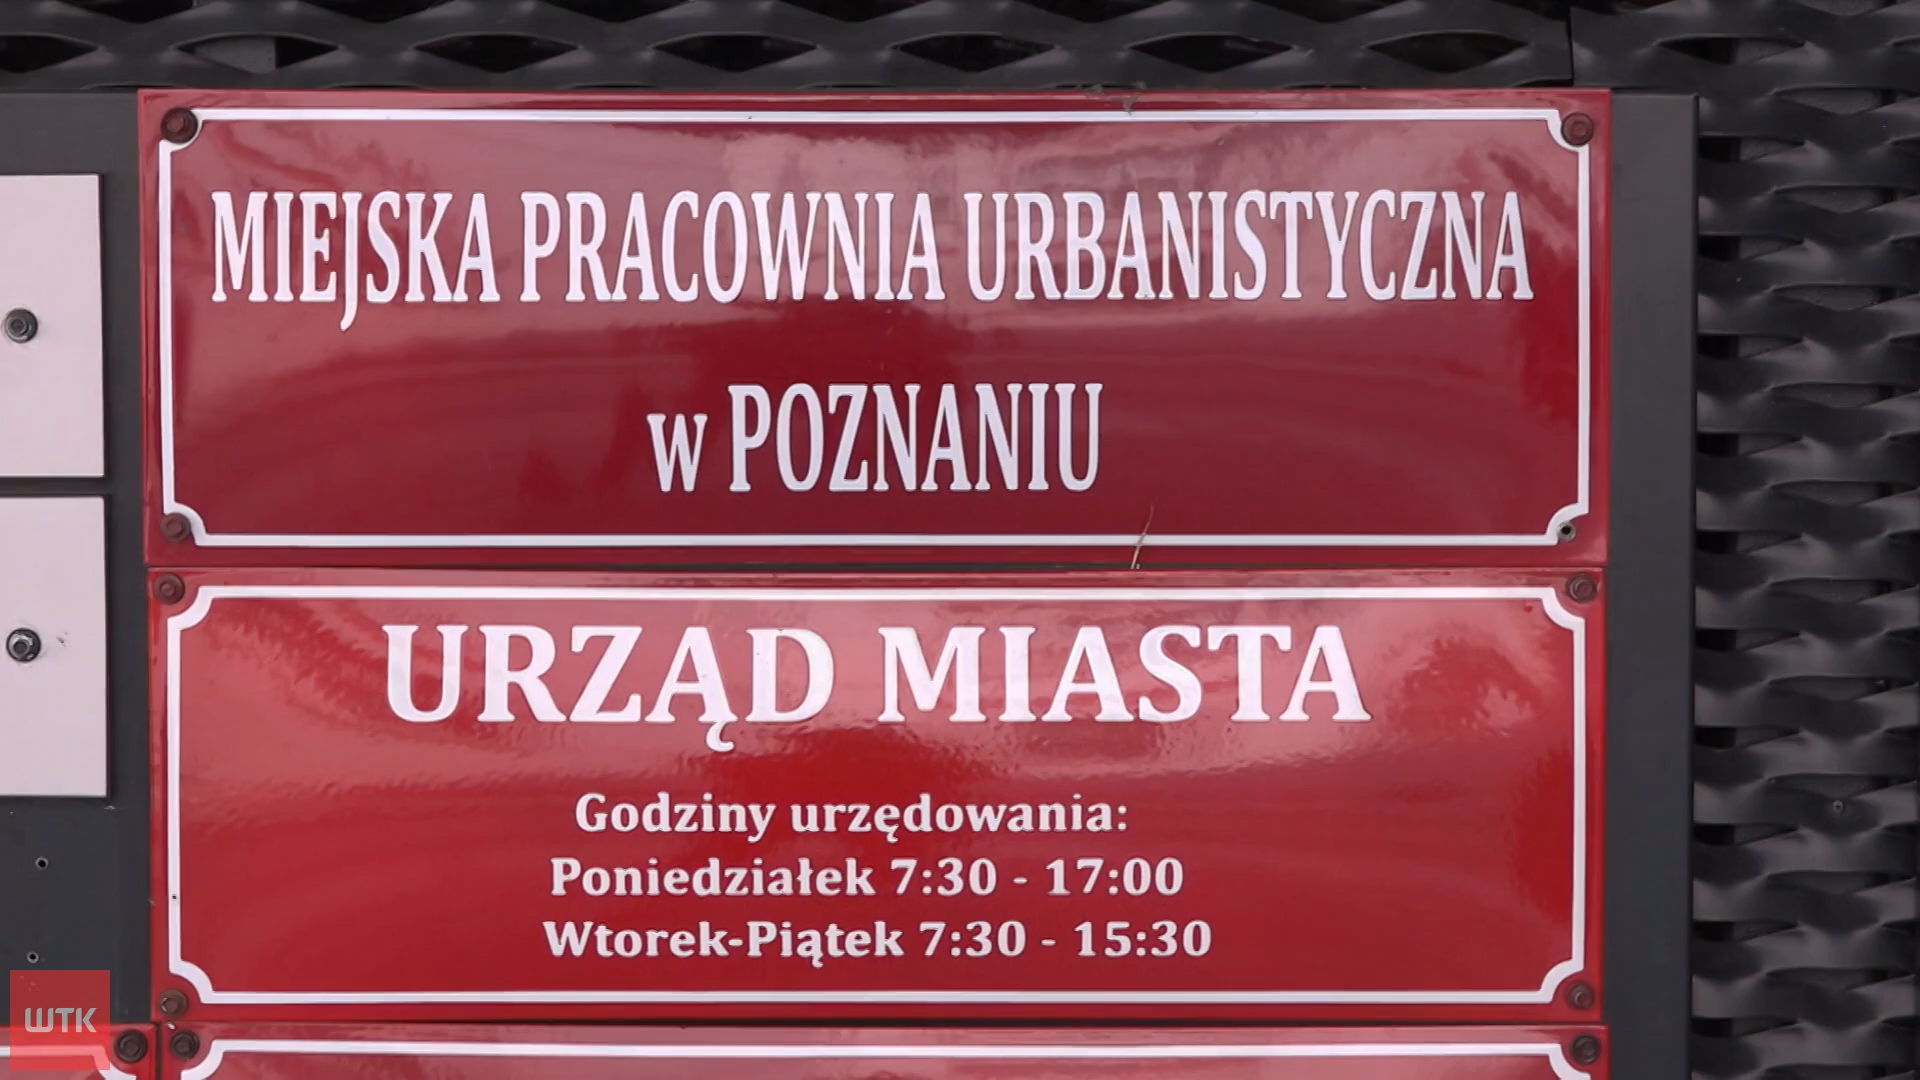 MIEJSKA PRACOWNIA URBANISTYCZNA
w POZNANIU
URZĄD MIASTA
Godziny urzędowania:
Poniedziałek 7:30 - 17:00
Wtorek-Piątek 7:30 - 15:30
WTK